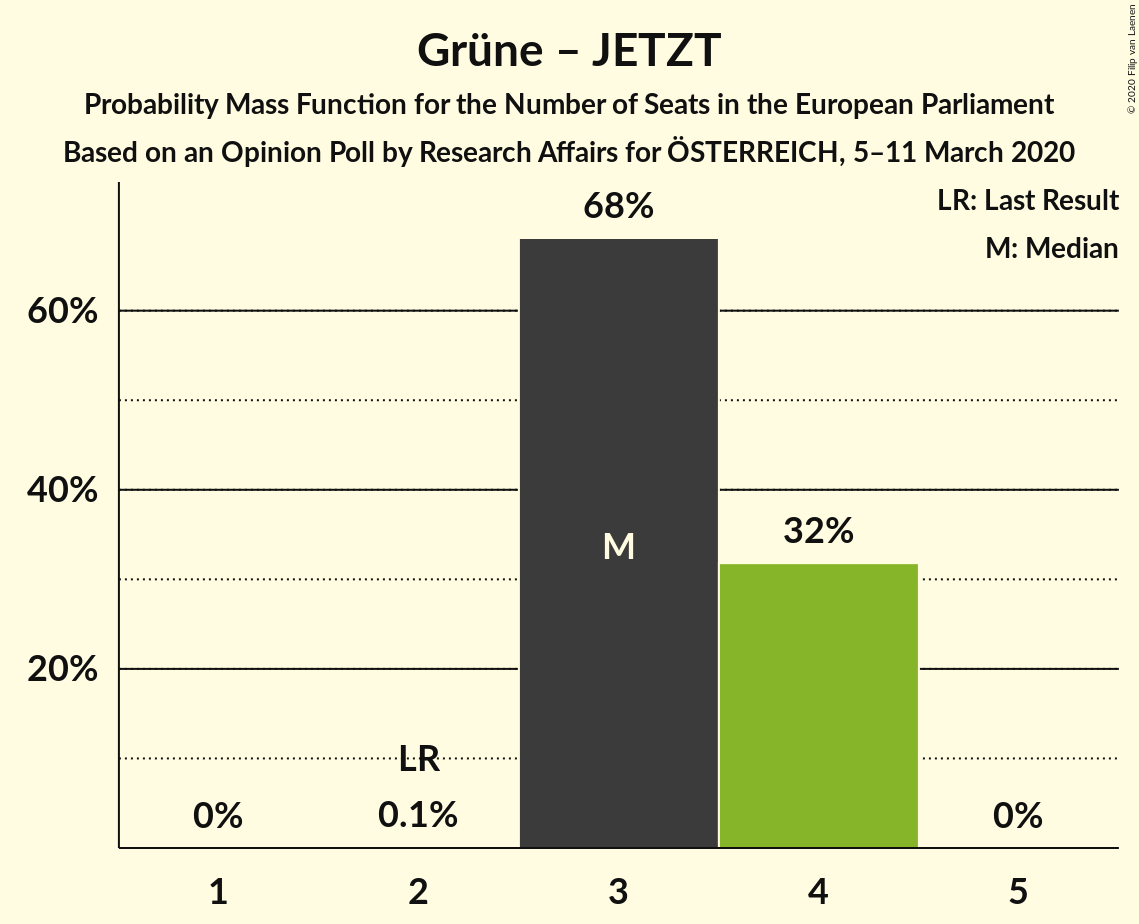 Grüne – JETZT
Probability Mass Function for the Number of Seats in the European Parliament
Based on an Opinion Poll by Research Affairs for ÖSTERREICH, 5–11 March 2020
© 2020 Filip van Laenen
LR: Last Result
M: Median
68%
60%
40%
32%
M
20%
LR
0%
0.1%
0%
1
2
3
4
5